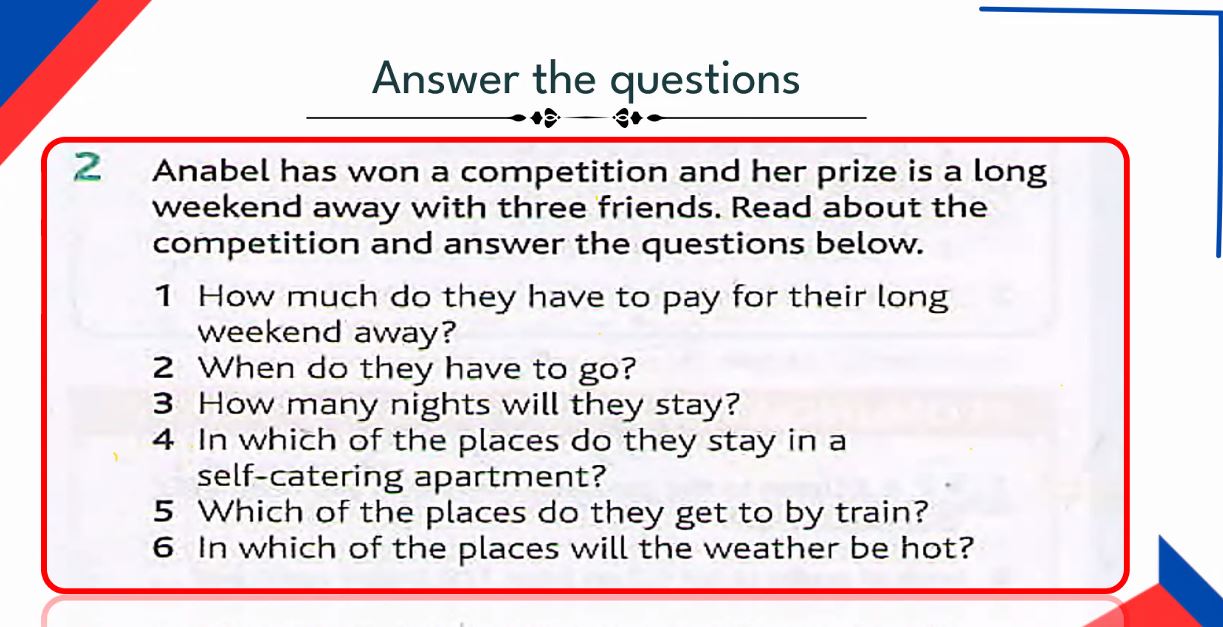 Answer the questions
2 Anabel has won a competition and her prize is a long
weekend away with three friends. Read about the
competition and answer the questions below.
1 How much do they have to pay for their long
weekend away?
2 When do they have to go?
3 How many nights will they stay?
4 In which of the places do they stay in a
self-catering apartment?
5 Which of the places do they get to by train?
6 In which of the places will the weather be hot?